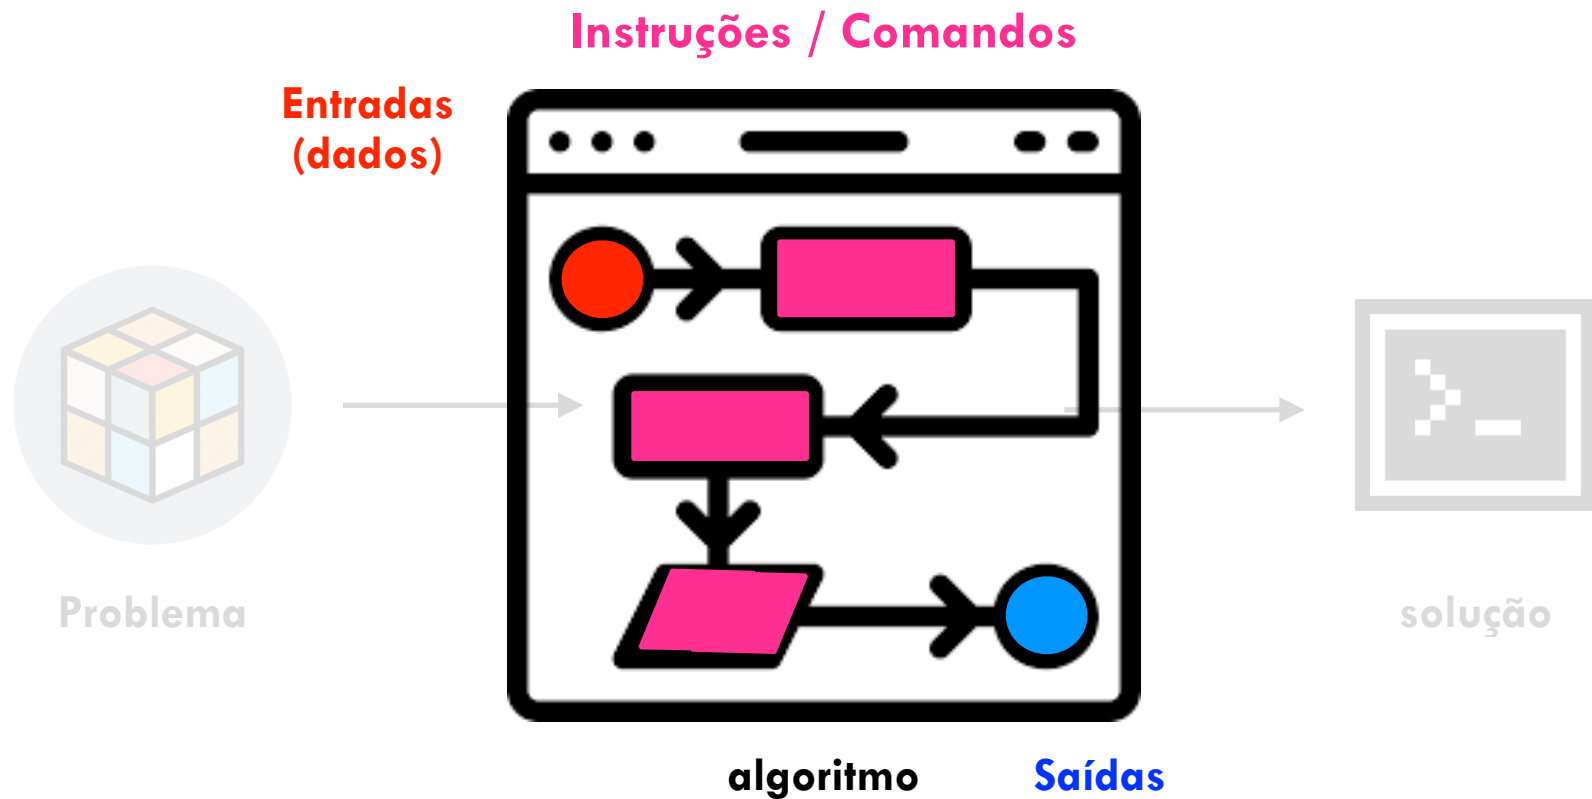 Instruções / Comandos
Entradas
(dados)
Problema
solução
algoritmo
Saídas